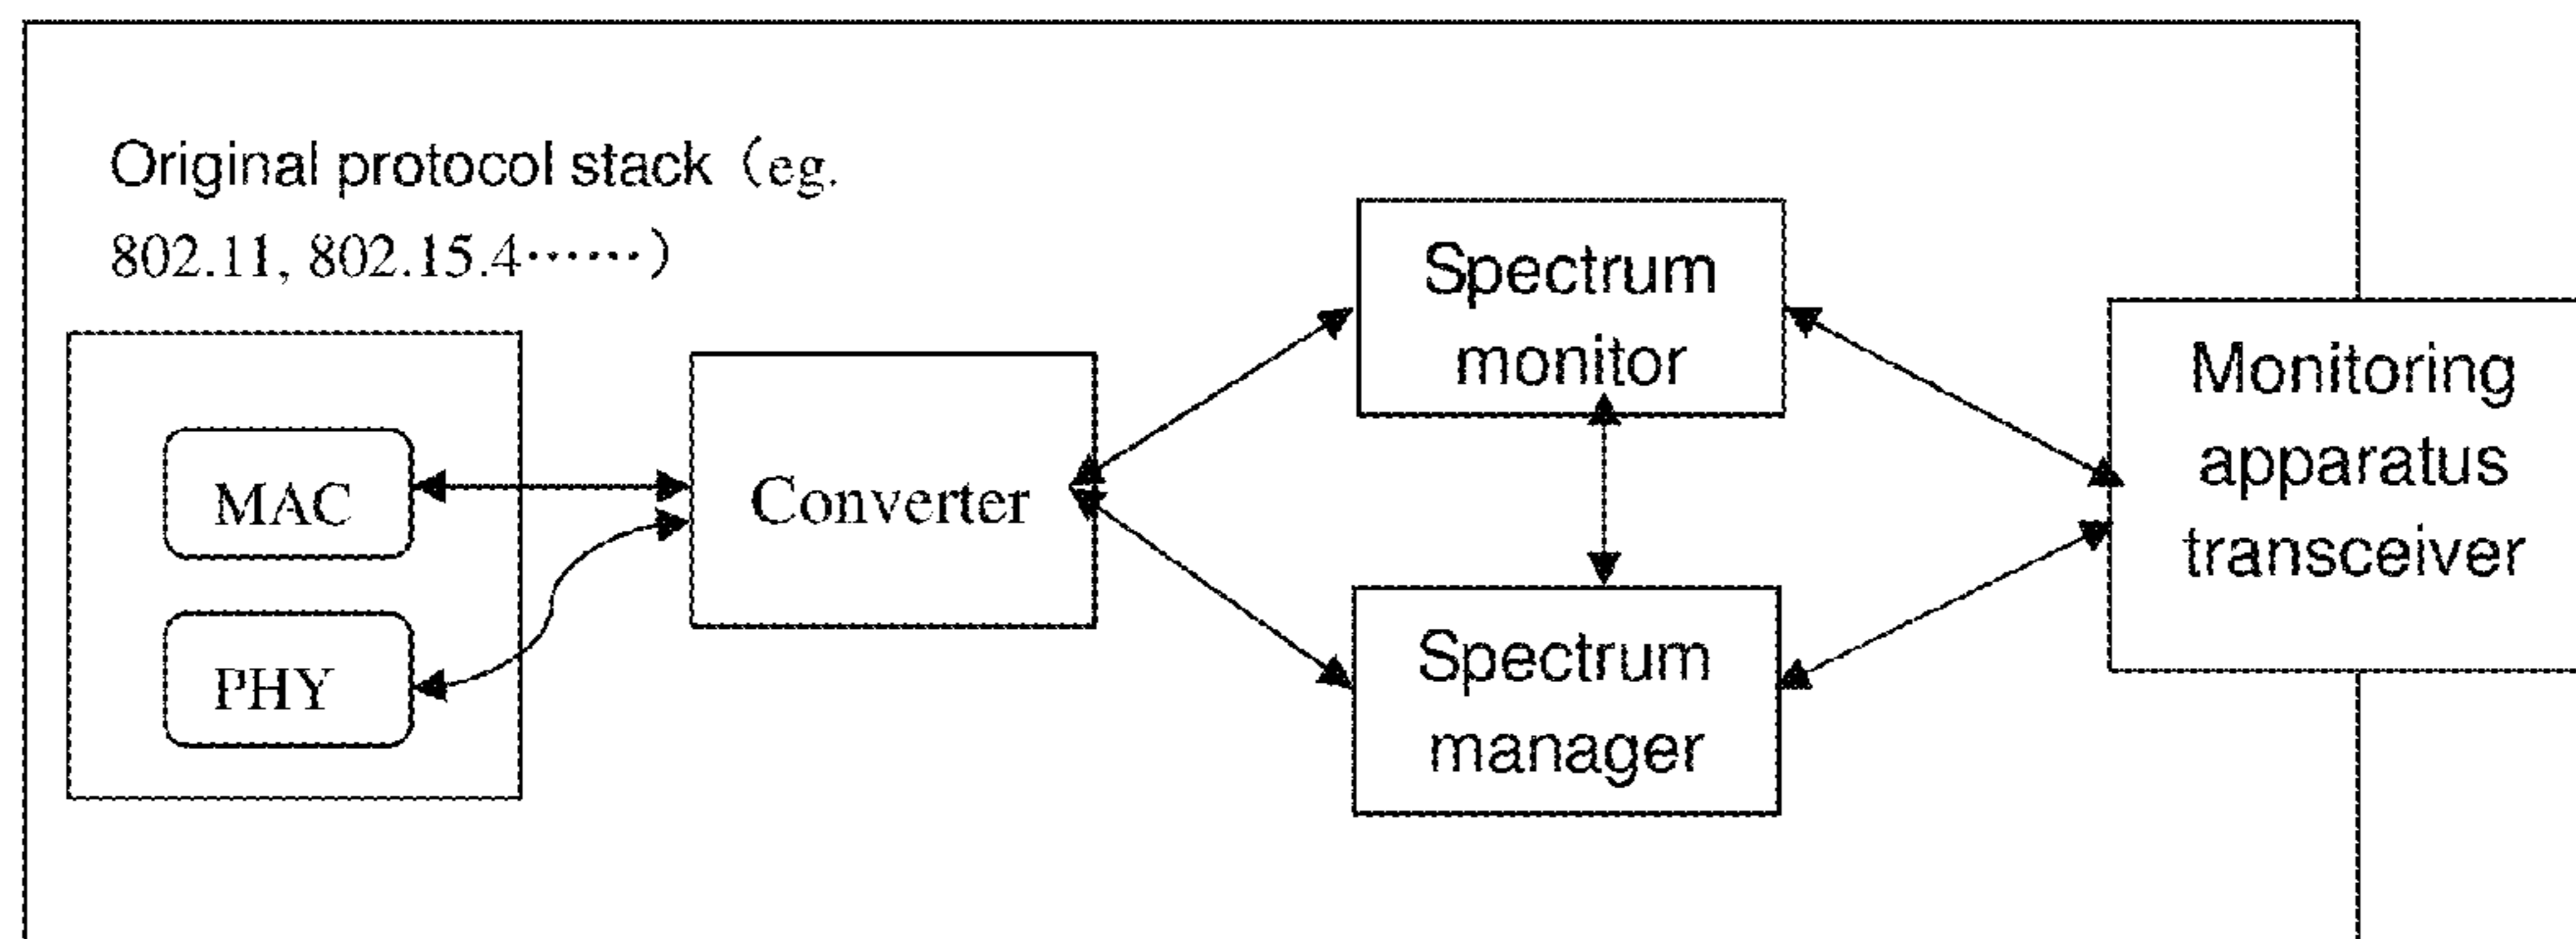 Original protocol stack（eg.
802.11, 802.15.4……）
MAC
PHY
Converter
Spectrum
monitor
Spectrum
manager
Monitoring
apparatus
transceiver